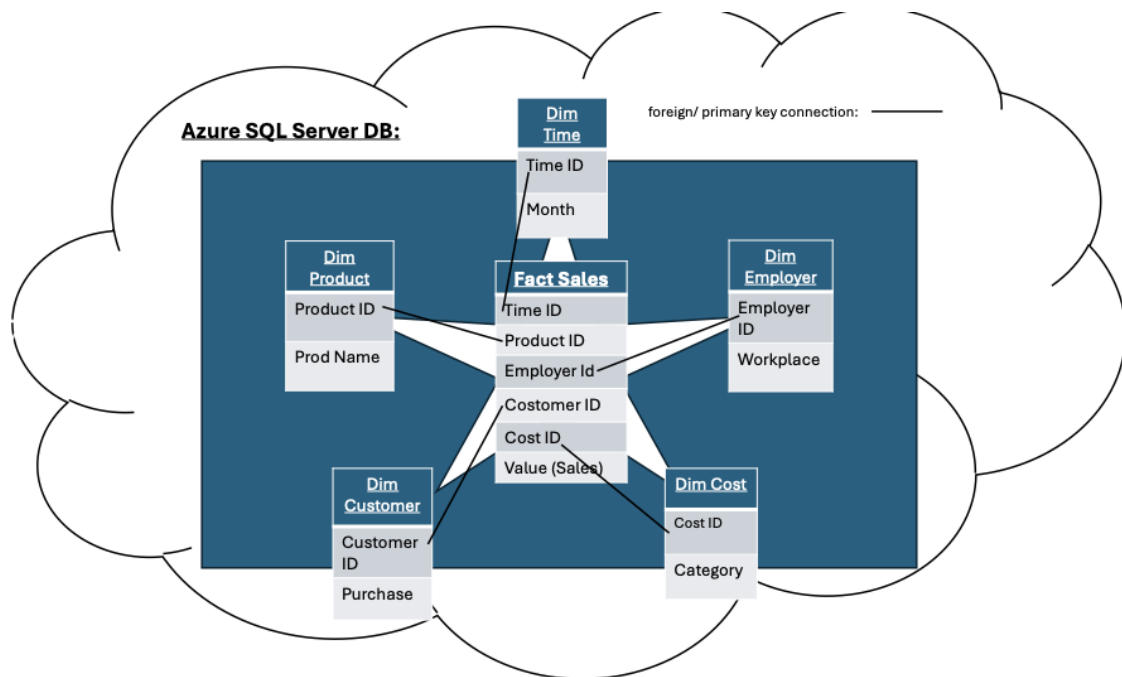 Azure SQL Server DB:
foreign/ primary key connection:
Dim
Time
Time ID
Month
Dim
Product
Product ID
Prod Name
Fact Sales
Time ID
Product ID
Employer Id
Costomer ID
Cost ID
Value (Sales)
Dim
Employer
Employer
ID
Workplace
Dim
Customer
Customer
ID
Purchase
Dim Cost
Cost ID
Category